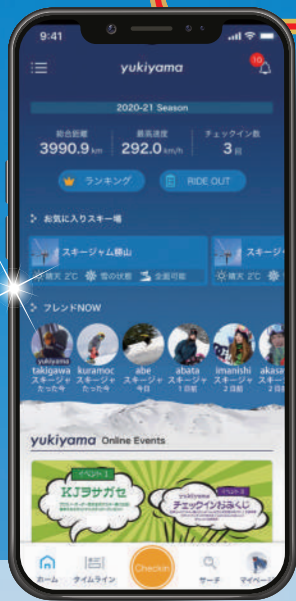 9:41
yukiyama
10
2020-21 Season
総合距離 最高速度 チェックイン数
3990.9 km 292.0 km/h 3 回
ランキング RIDE OUT
お気に入りスキー場
スキージャム勝山 スキージ
晴天 2℃ 雪の状態 全面可能 晴天 2℃
フレンドNOW
yukiyama
takigawa kuramoc abe abata imanishi akasa
スキージャ スキージャ スキージャ スキージャ スキージャ スキー
たった今 たった今 今日 1日前 2日前 2日
yukiyama Online Events
イベント1
KJヲサガセ
イベント2
yukiyama
チェックインおみくじ
ホーム タイムライン Checkin サーチ マイページ